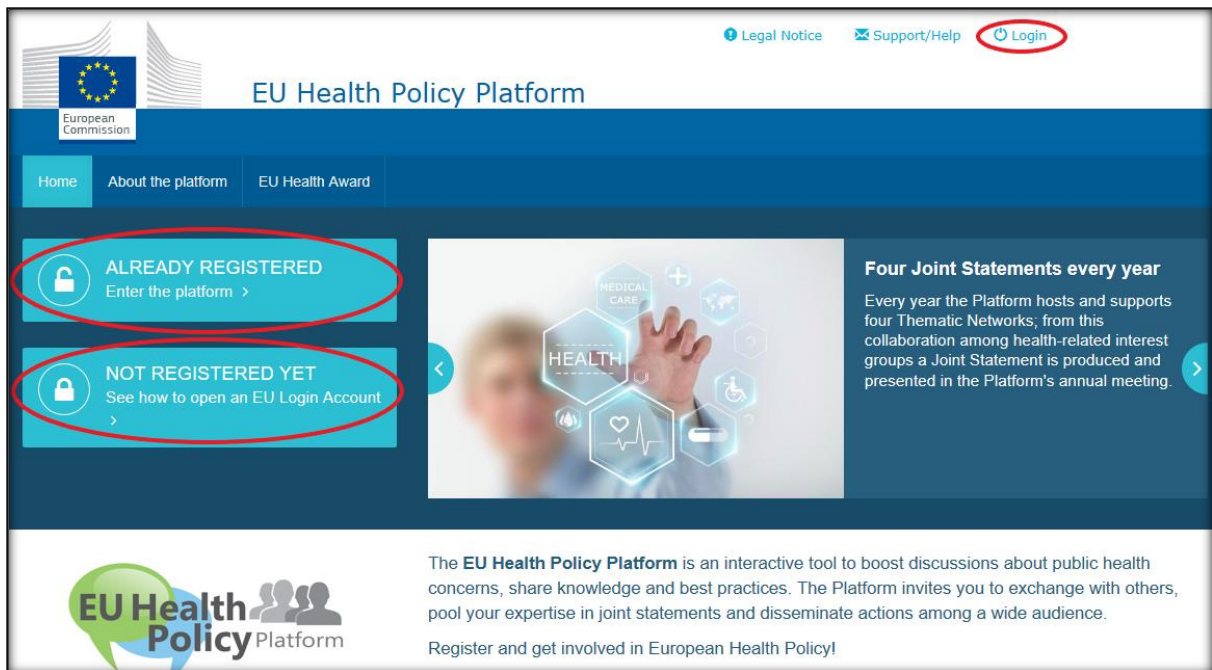 Legal Notice Support/Help Login
EU Health Policy Platform
European
Commission
Home About the platform EU Health Award
ALREADY REGISTERED
Enter the platform >
NOT REGISTERED YET
See how to open an EU Login Account
>
MEDICAL
CARE
HEALTH
Four Joint Statements every year
Every year the Platform hosts and supports
four Thematic Networks; from this
collaboration among health-related interest
groups a Joint Statement is produced and
presented in the Platform's annual meeting.
EU Health
Policy Platform
The EU Health Policy Platform is an interactive tool to boost discussions about public health
concerns, share knowledge and best practices. The Platform invites you to exchange with others,
pool your expertise in joint statements and disseminate actions among a wide audience.
Register and get involved in European Health Policy!